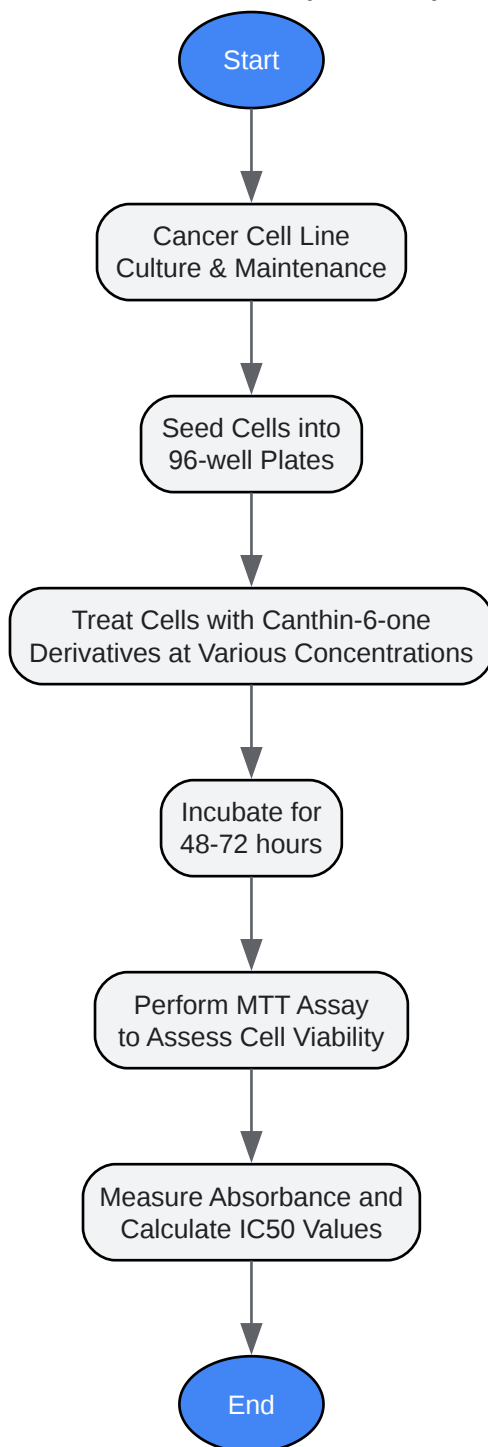 Start
Cancer Cell Line
Culture & Maintenance
Seed Cells into
96-well Plates
Treat Cells with Canthin-6-one
Derivatives at Various Concentrations
Incubate for
48-72 hours
Perform MTT Assay
to Assess Cell Viability
Measure Absorbance and
Calculate IC50 Values
End